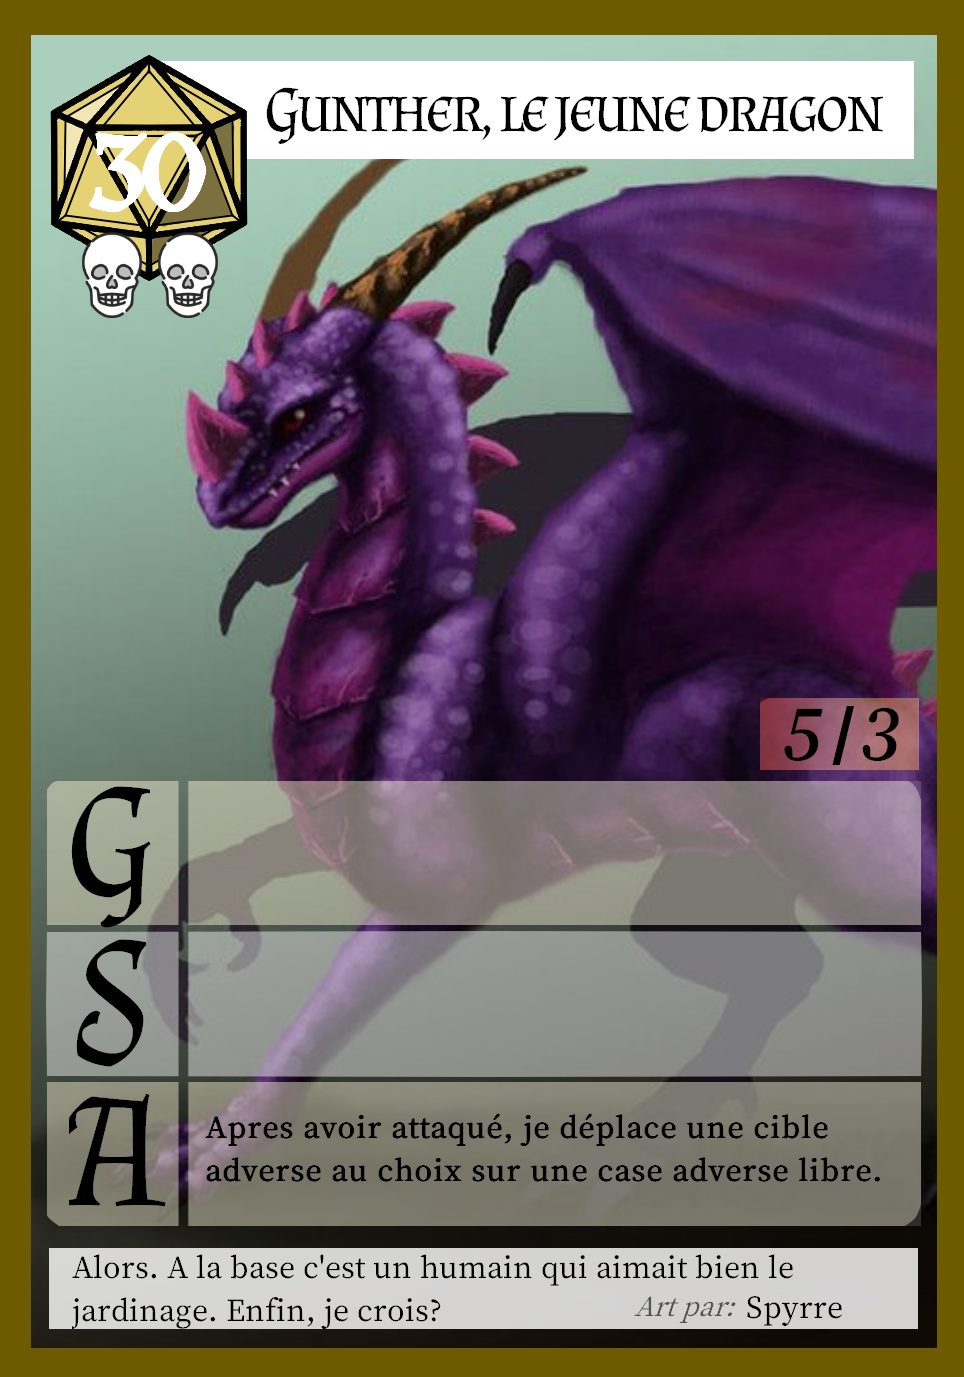 GUNTHER, LE JEUNE DRAGON
30
5/3
G
S
A
Apres avoir attaqué, je déplace une cible
adverse au choix sur une case adverse libre.
Alors. A la base c'est un humain qui aimait bien le
jardinage. Enfin, je crois?
Art par: Spyrre